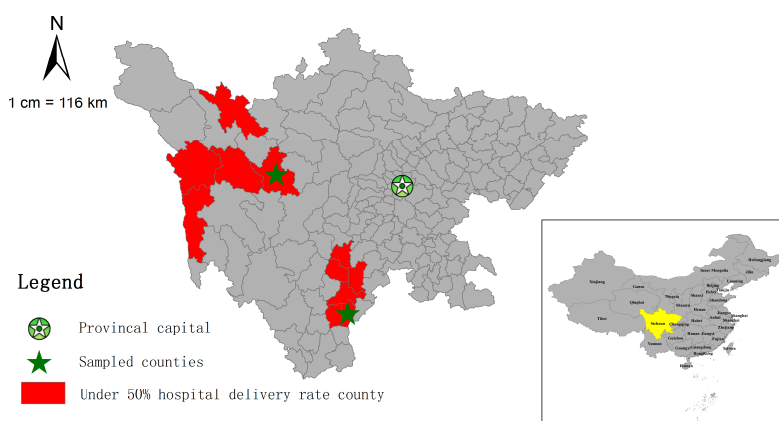 N
1 cm = 116 km
Legend
Provincal capital
Sampled counties
Under 50% hospital delivery rate county
Heilongjiang
Inner Mongolia
Jilin
Xinjiang
Liaoning
Gansu
Beijing
Hebei
Tianjin
Ningxia
Shanxi
Shandong
Qinghai
Shaanxi
Henan
Jiangsu
Tibet
Sichuan
Chongqing
Hubei
Anhui
Shanghai
Zhejiang
Hunan
Jiangxi
Guizhou
Fujian
Yunnan
Guangxi
Guangdong
HongKong
Taiwan
Hainan